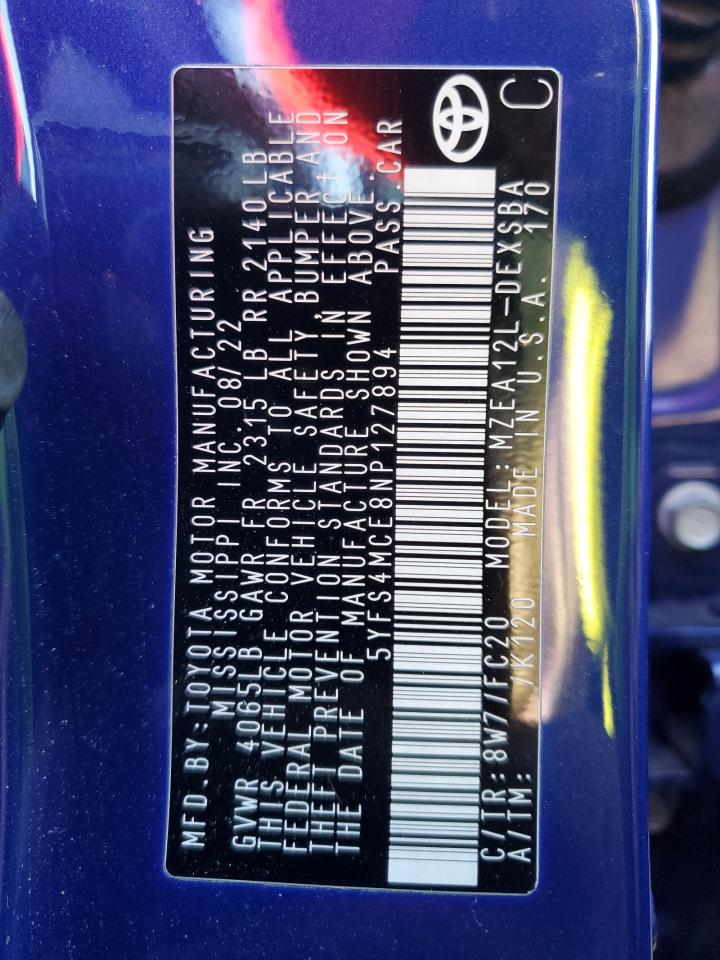 MFD.BY:TOYOTA MOTOR MANUFACTURING
MISSISSIPPI INC. 08/22
GVWR 4065LB GAWR FR 2315 LB RR 2140LB
THIS VEHICLE CONFORMS TO ALL APPLICABLE
FEDERAL MOTOR VEHICLE SAFETY, BUMPER AND
THEFT PREVENTION STANDARDS IN EFFECT ON
THE DATE OF MANUFACTURE SHOWN ABOVE.
5YFS4MCE8NP127894 PASS.CAR
C/TR:8W7/FC20 MODEL:MZEA12L-DEXSBA
A/TM: /K120 MADE IN U.S.A. 170
C